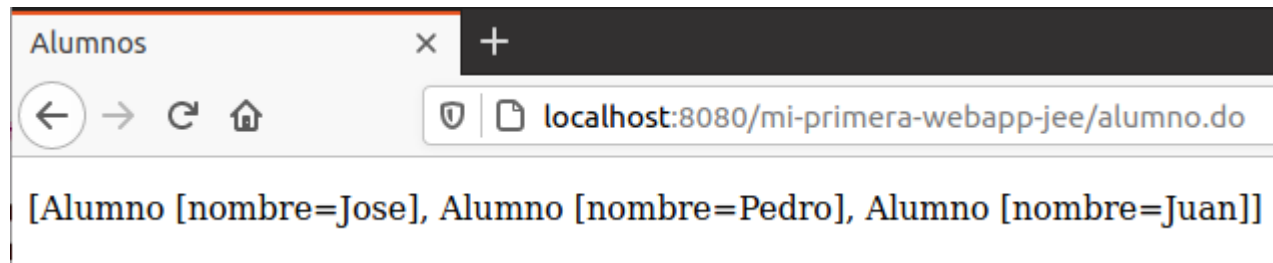 Alumnos
localhost:8080/mi-primera-webapp-jee/alumno.do
[Alumno [nombre=Jose], Alumno [nombre=Pedro], Alumno [nombre=Juan]]